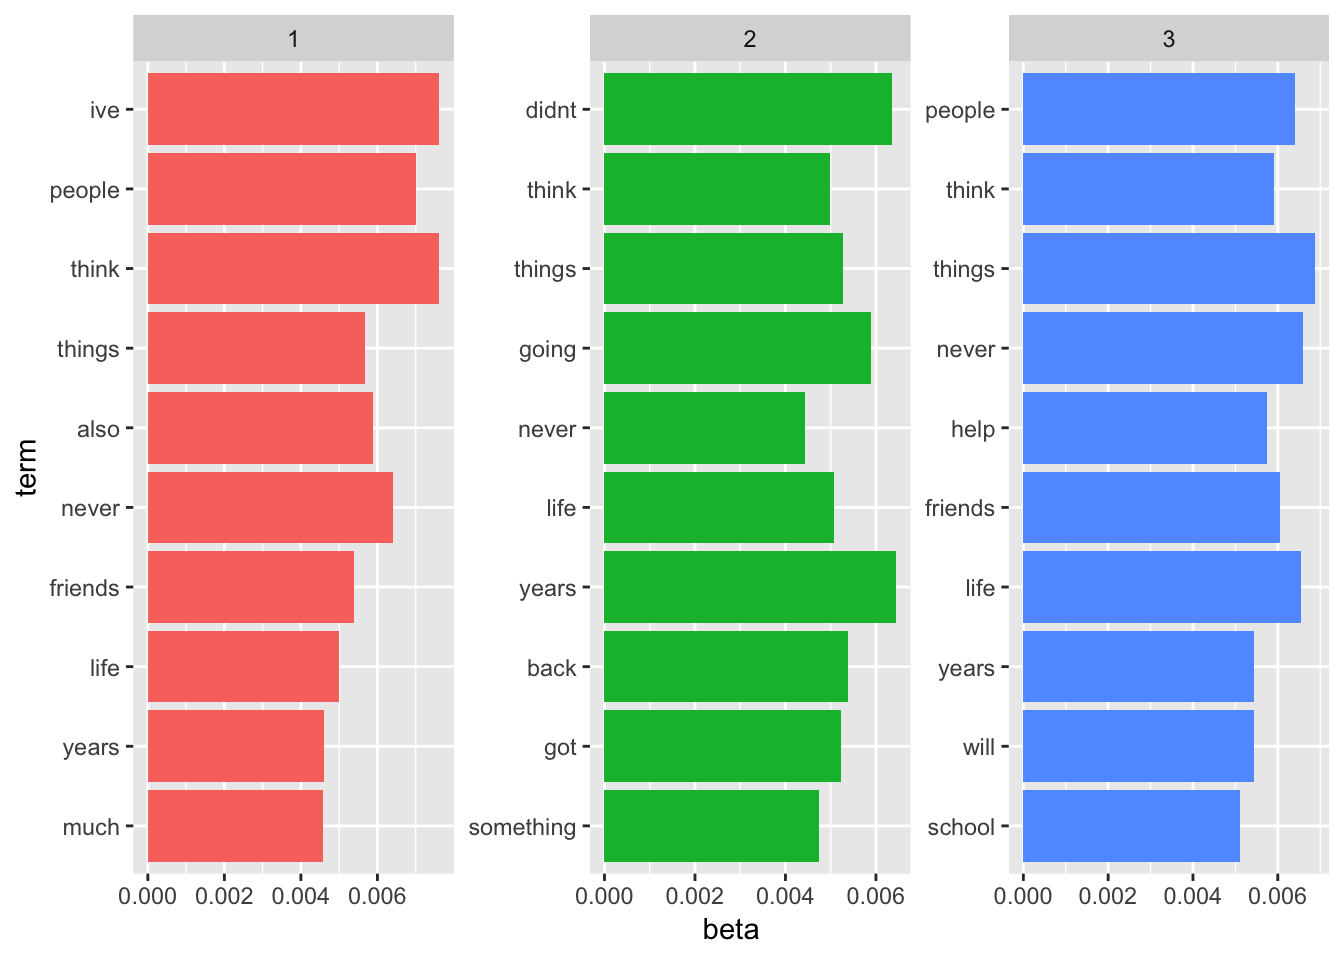 1
2
3
term
ive
people
think
things
also
never
friends
life
years
much
0.000 0.002 0.004 0.006
didnt
think
things
going
never
life
years
back
got
something
0.000 0.002 0.004 0.006
people
think
things
never
help
friends
life
years
will
school
0.000 0.002 0.004 0.006
beta